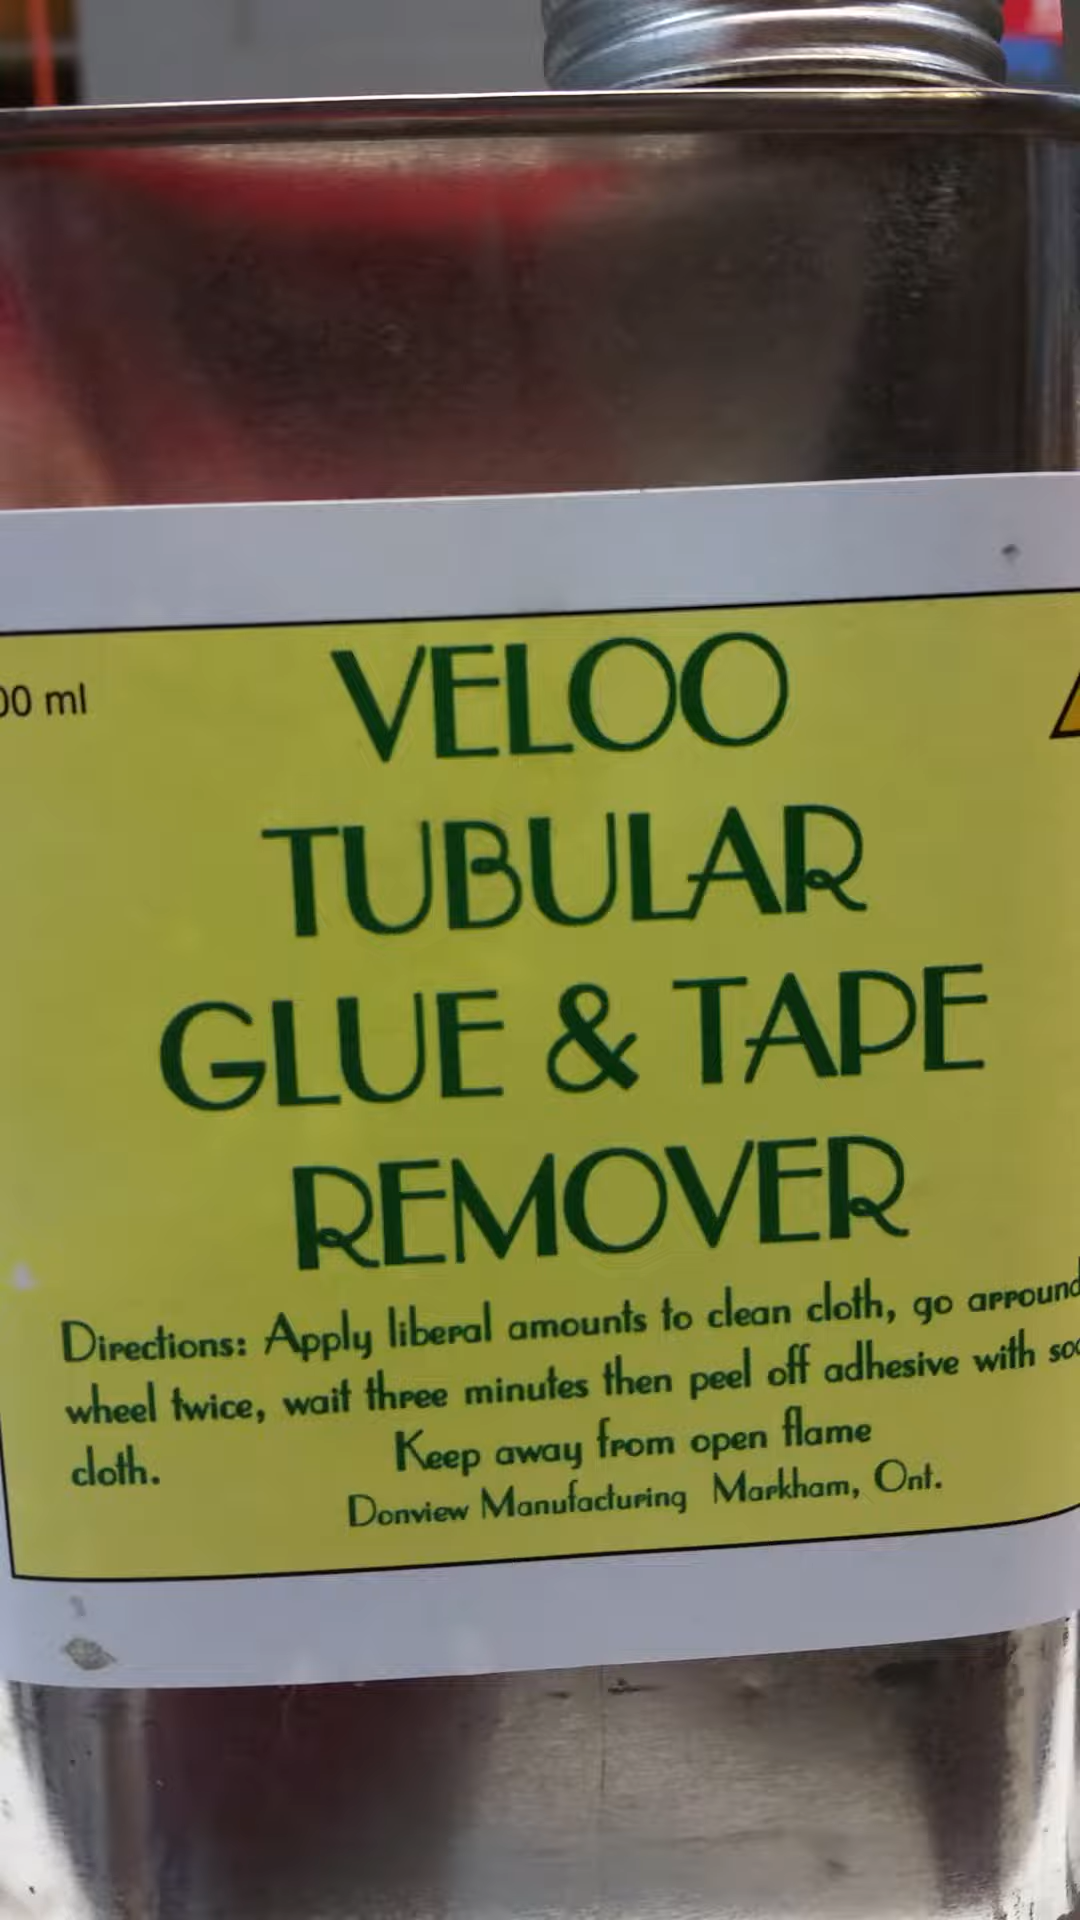 00 ml
VELOO
TUBULAR
GLUE & TAPE
REMOVER
Directions: Apply liberal amounts to clean cloth, go arround
wheel twice, wait three minutes then peel off adhesive with
cloth.
Keep away from open flame
Donview Manufacturing Markham, Ont.